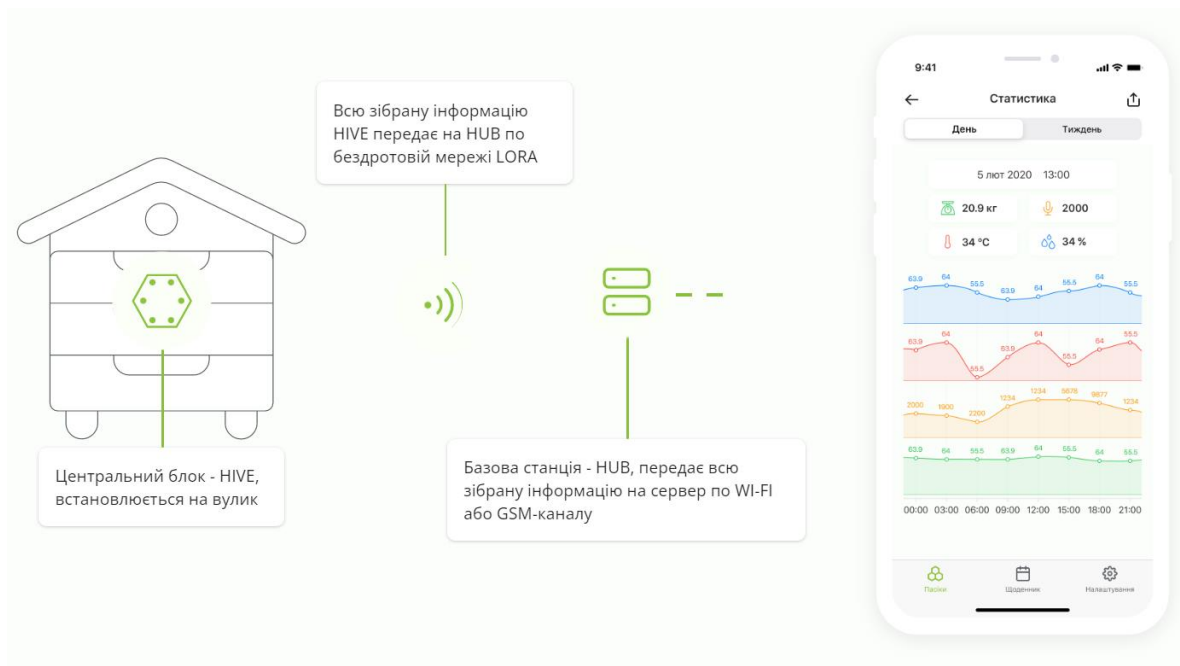 Всю зібрану інформацію
HIVE передає на HUB по
бездротовій мережі LORA
Центральний блок - HIVE,
встановлюється на вулик
Базова станція - HUB, передає всю
зібрану інформацію на сервер по WI-FI
або GSM-каналу
9:41
Статистика
День Тиждень
5 лют 2020 13:00
20.9 кг 2000
34 °C 34 %
63.9 64 55.5 63.9 64 55.5 64 55.5
63.9 64 55.5 63.9 64 55.5 64 55.5
2000 1900 2200 1234 1234 5678 9877 1234
63.9 64 55.5 63.9 64 55.5 64 55.5
00:00 03:00 06:00 09:00 12:00 15:00 18:00 21:00
Пасіки Щоденник Налаштування